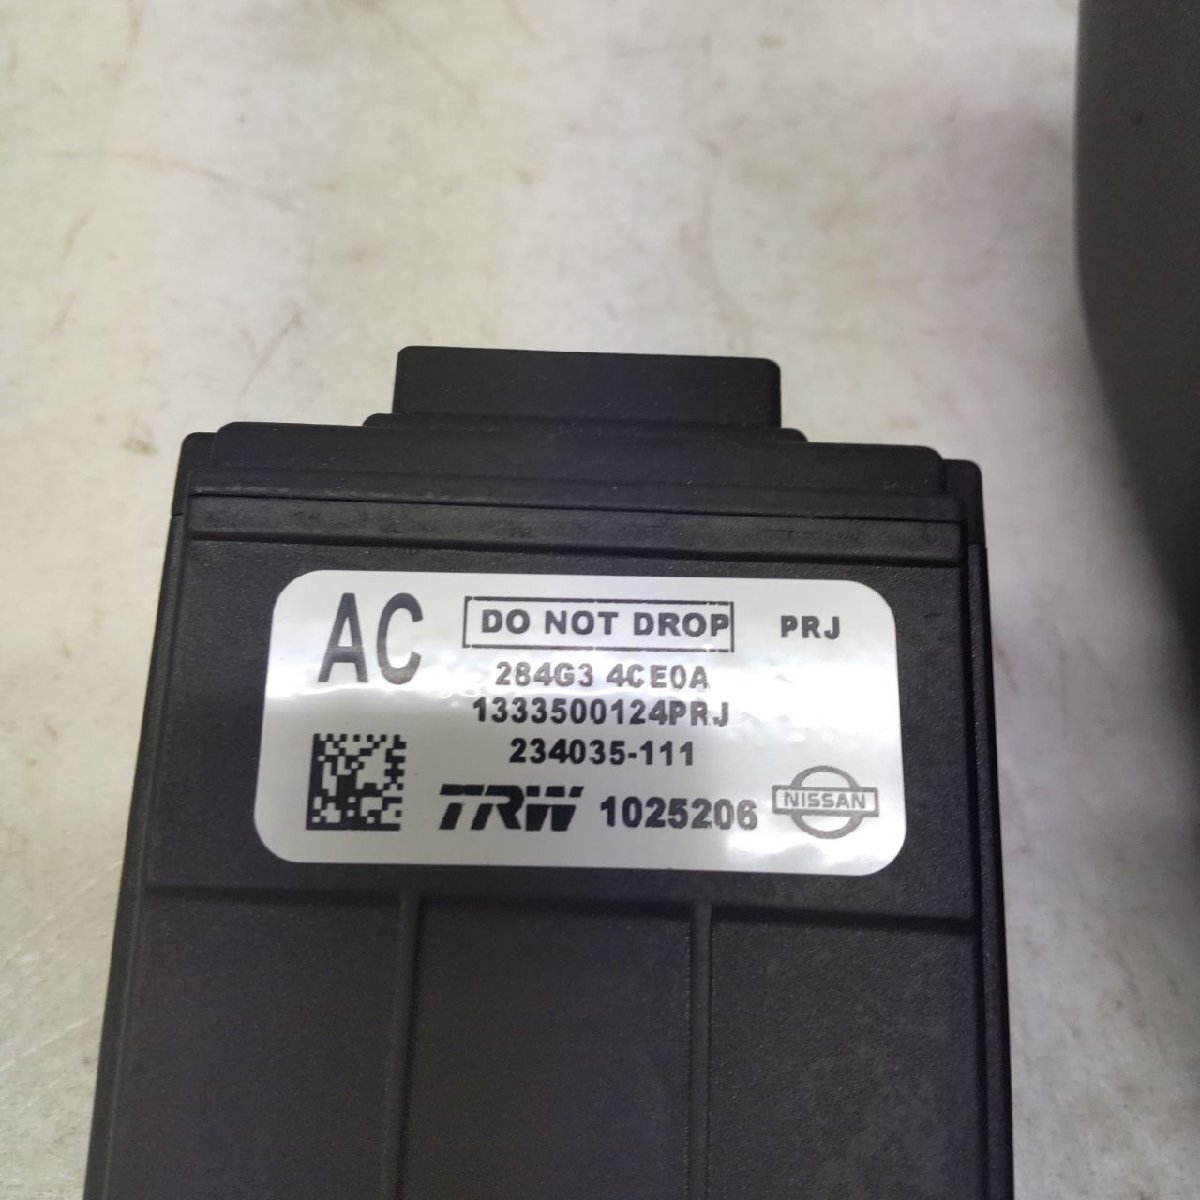 AC DO NOT DROP PRJ
284G3 4CE0A
1333500124PRJ
234035-111
TRW 1025206 NISSAN